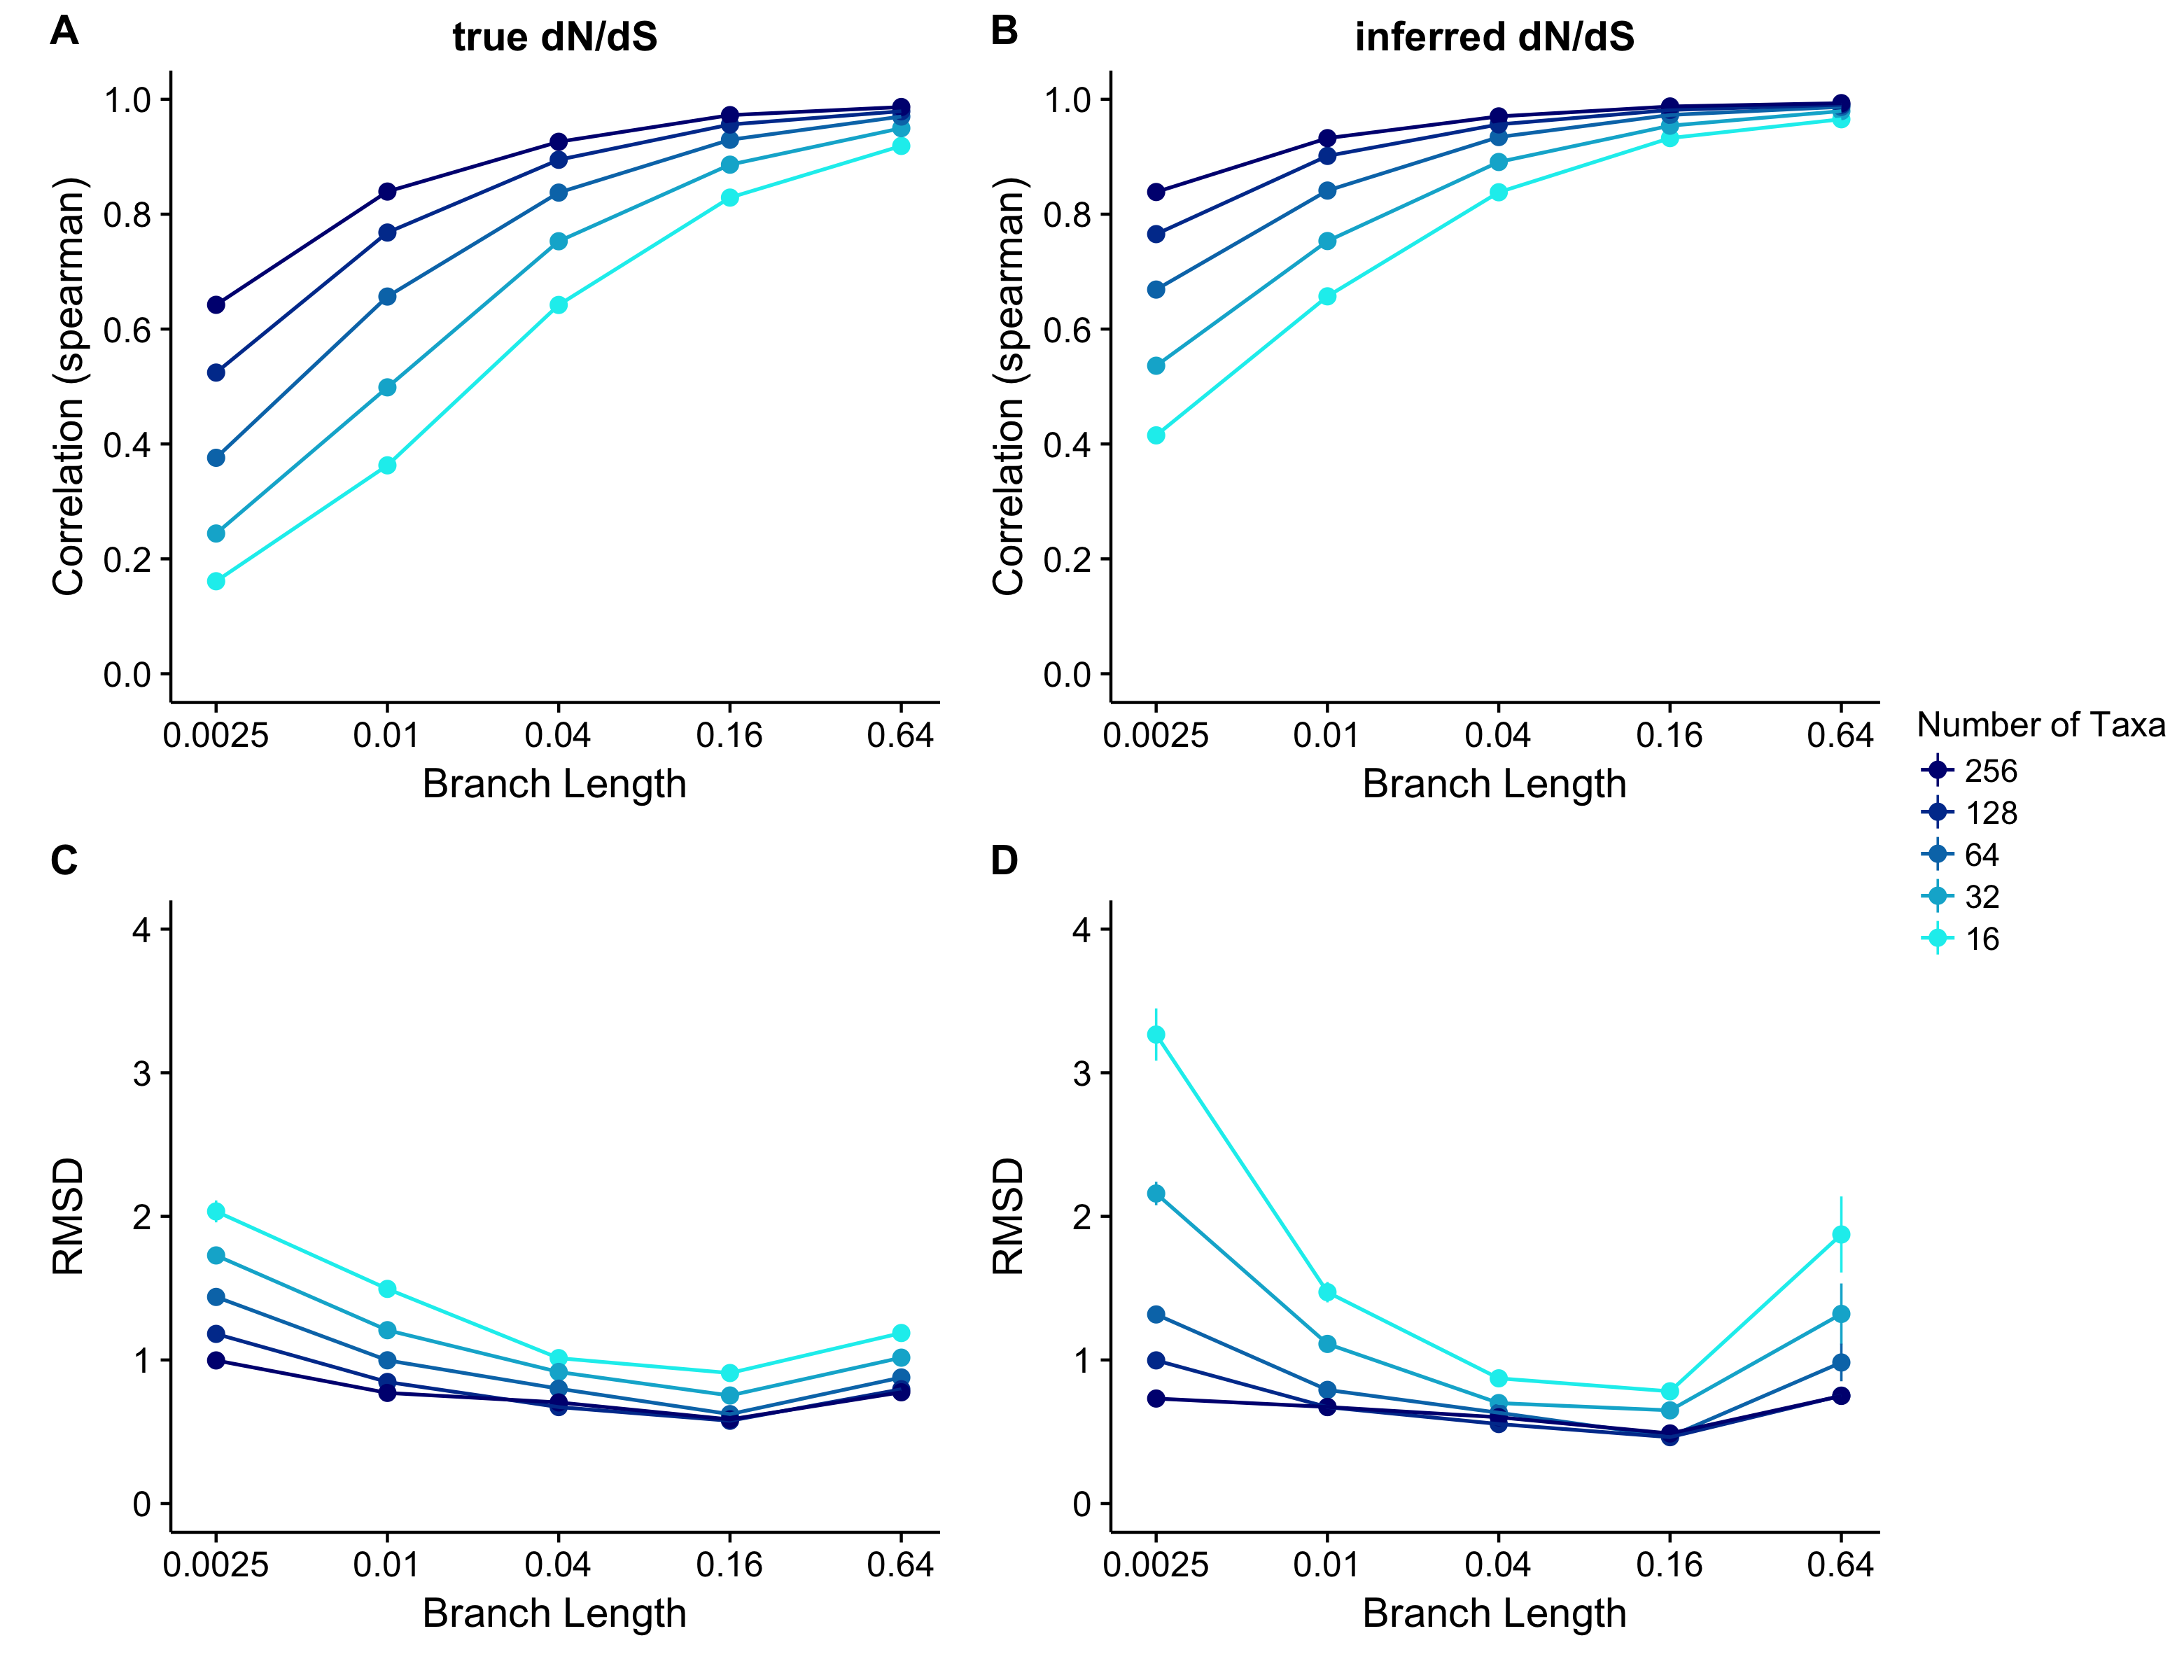 A
true dN/dS
Correlation (spearman)
1.0
0.8
0.6
0.4
0.2
0.0
0.0025 0.01 0.04 0.16 0.64
Branch Length
B
inferred dN/dS
Correlation (spearman)
1.0
0.8
0.6
0.4
0.2
0.0
0.0025 0.01 0.04 0.16 0.64
Branch Length
Number of Taxa
256
128
64
32
16
C
RMSD
4
3
2
1
0
0.0025 0.01 0.04 0.16 0.64
Branch Length
D
RMSD
4
3
2
1
0
0.0025 0.01 0.04 0.16 0.64
Branch Length